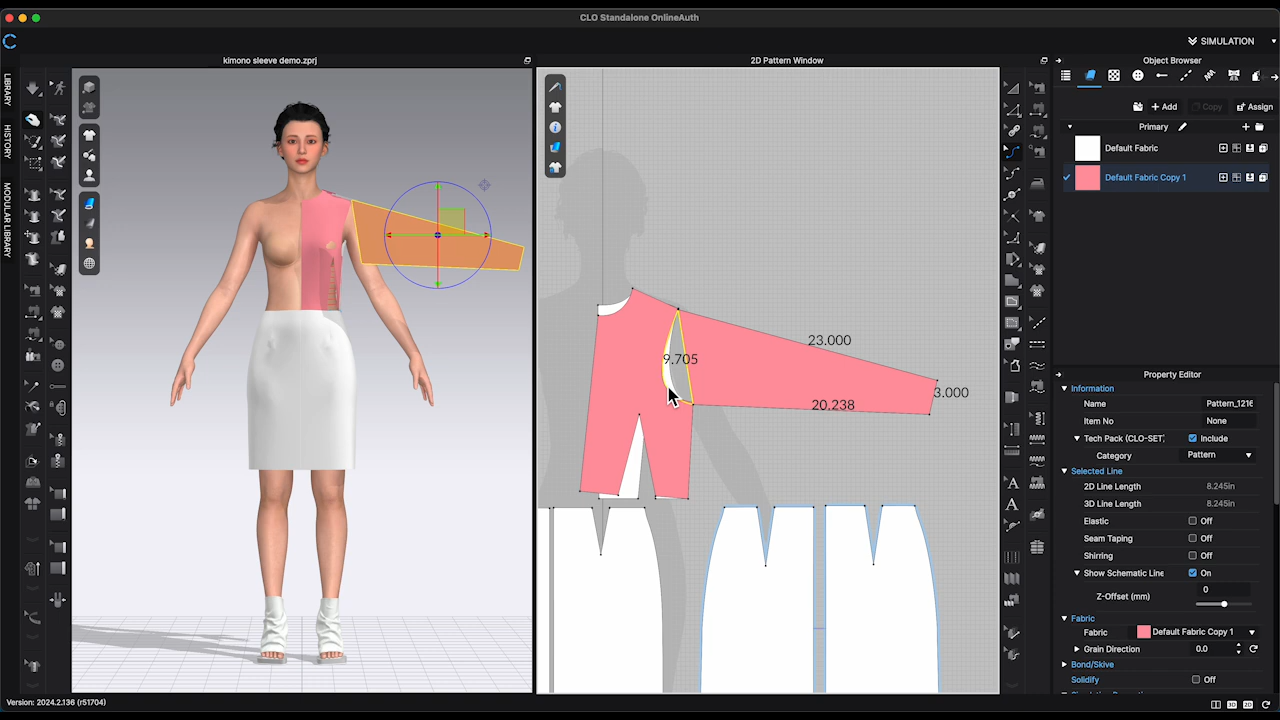 CLO Standalone OnlineAuth
SIMULATION
kimono sleeve demo.zprj
2D Pattern Window
Object Browser
LIBRARY
HISTORY
MODULAR LIBRARY
+ Add
Copy
Assign
Primary
Default Fabric
Default Fabric Copy 1
23.000
9.705
3.000
20.238
Property Editor
Information
Name Pattern_1216
Item No None
Tech Pack (CLO-SET) Include
Category Pattern
Selected Line
2D Line Length 8.245in
3D Line Length 8.245in
Elastic Off
Seam Taping Off
Shirring Off
Show Schematic Line On
Z-Offset (mm) 0
Fabric
Fabric Default Fabric Copy
Grain Direction 0.0
Bond/Skive
Solidify Off
Version: 2024.2.136 (r51704)
3D
2D